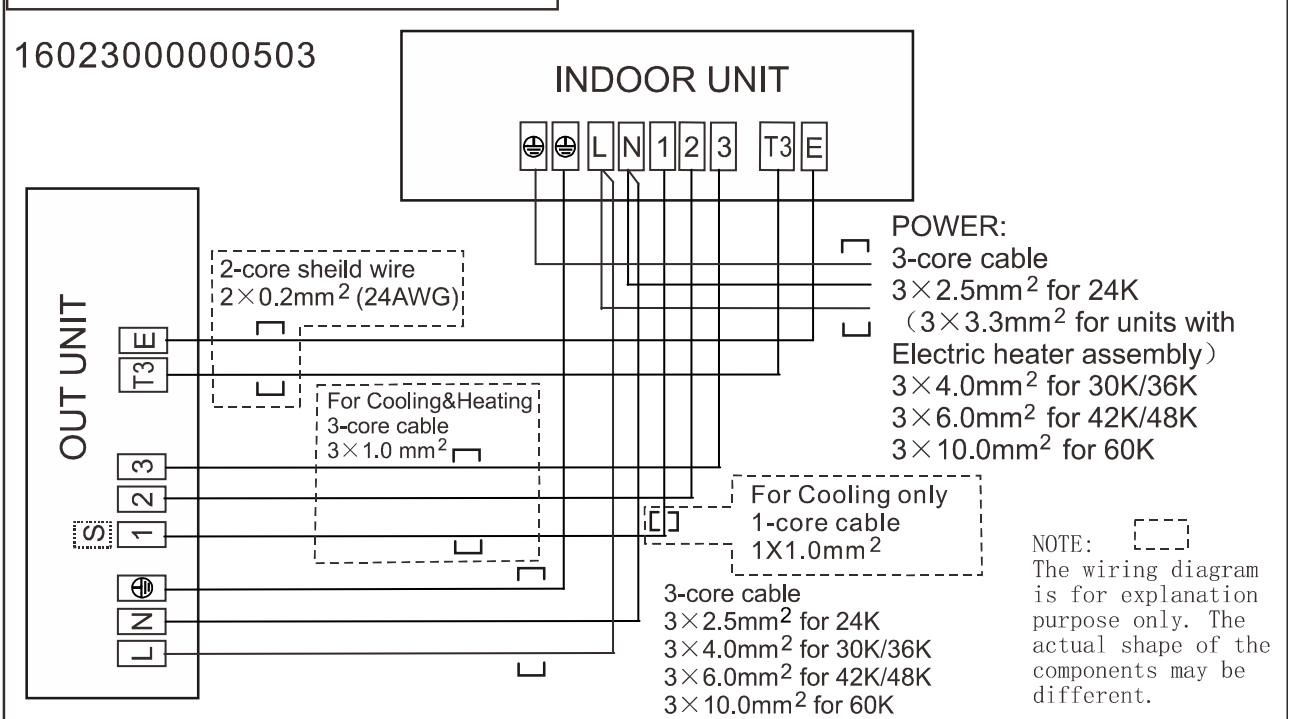 16023000000503
INDOOR UNIT
L N 1 2 3 T3 E
OUT UNIT
E
T3
3
2
S 1
N
L
2-core sheild wire
2×0.2mm² (24AWG)
For Cooling&Heating
3-core cable
3×1.0 mm²
POWER:
3-core cable
3×2.5mm² for 24K
（3×3.3mm² for units with
Electric heater assembly）
3×4.0mm² for 30K/36K
3×6.0mm² for 42K/48K
3×10.0mm² for 60K
For Cooling only
1-core cable
1X1.0mm²
3-core cable
3×2.5mm² for 24K
3×4.0mm² for 30K/36K
3×6.0mm² for 42K/48K
3×10.0mm² for 60K
NOTE:
The wiring diagram
is for explanation
purpose only. The
actual shape of the
components may be
different.